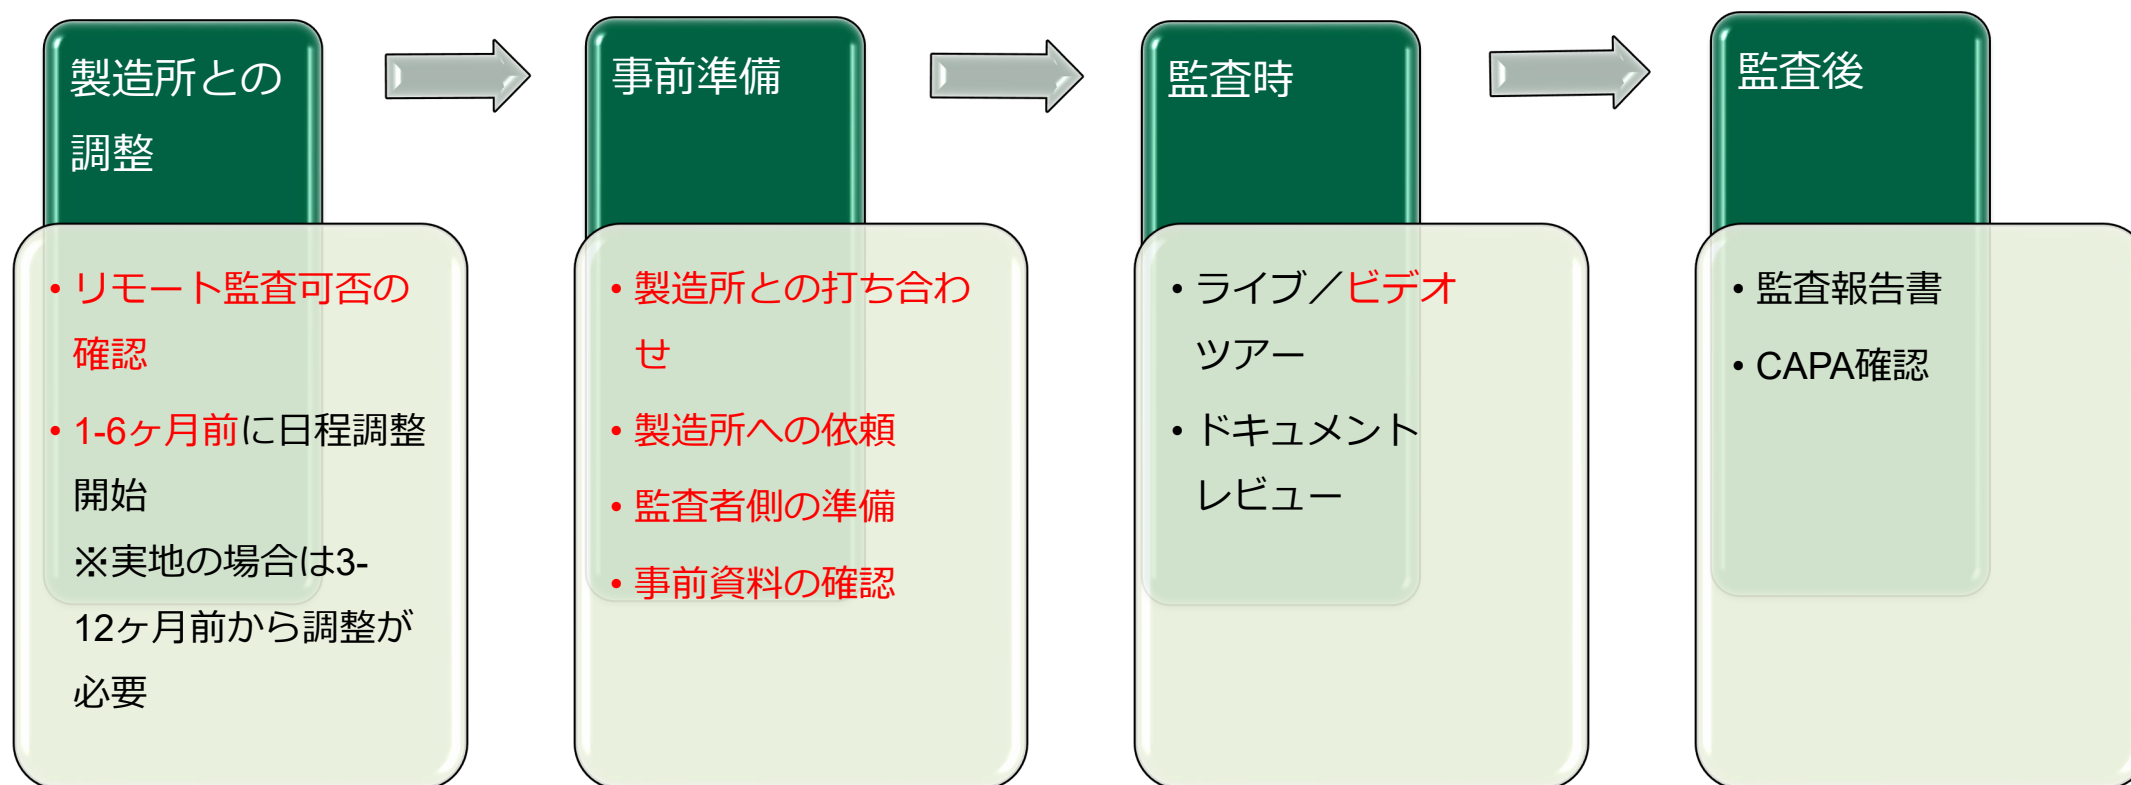 製造所との
調整
• リモート監査可否の
確認
• 1-6ヶ月前に日程調整
開始
※実地の場合は3-
12ヶ月前から調整が
必要
事前準備
• 製造所との打ち合わ
せ
• 製造所への依頼
• 監査者側の準備
• 事前資料の確認
監査時
• ライブ／ビデオ
ツアー
• ドキュメント
レビュー
監査後
• 監査報告書
• CAPA確認